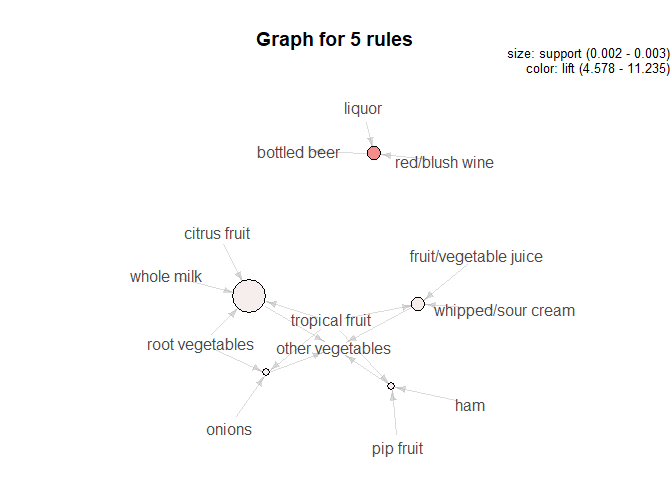 Graph for 5 rules
size: support (0.002 - 0.003)
color: lift (4.578 - 11.235)
liquor
bottled beer
red/blush wine
citrus fruit
fruit/vegetable juice
whole milk
whipped/sour cream
tropical fruit
root vegetables
other vegetables
ham
onions
pip fruit